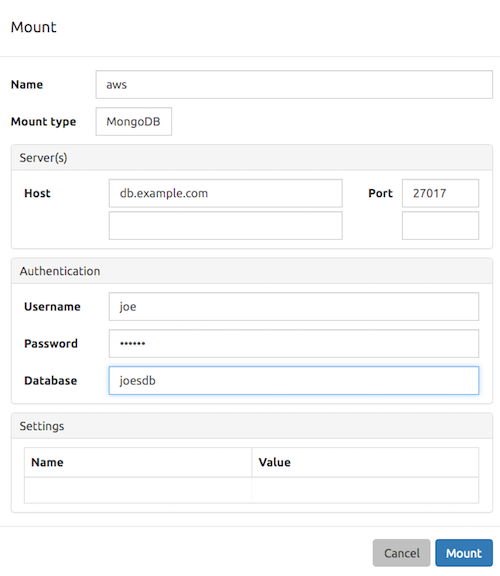 Mount
Name aws
Mount type MongoDB
Server(s)
Host db.example.com Port 27017
Authentication
Username joe
Password ••••••
Database joesdb
Settings
Name Value
Cancel Mount